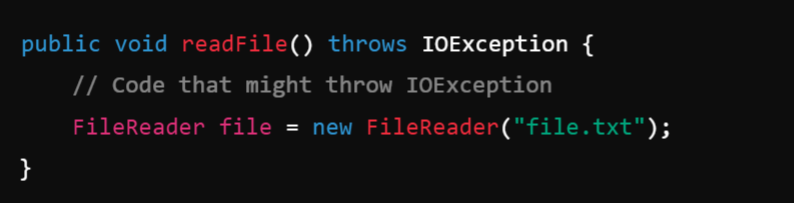 public void readFile() throws IOException {
    // Code that might throw IOException
    FileReader file = new FileReader("file.txt");
}